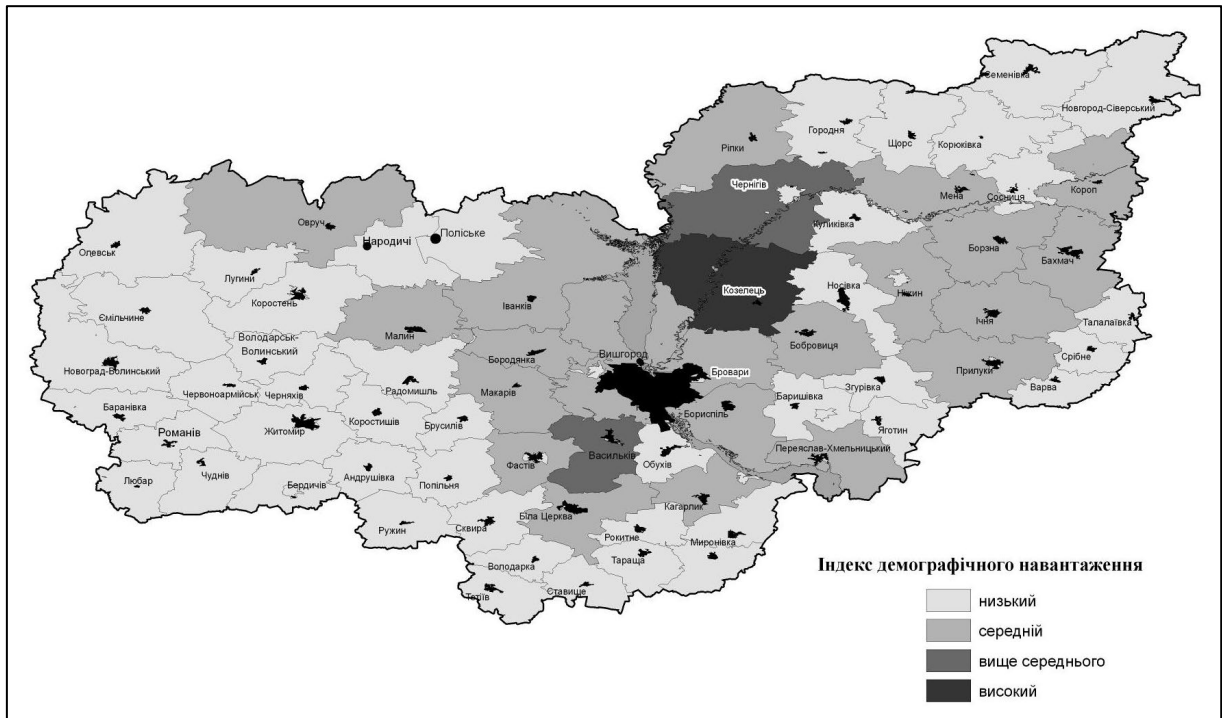 Семенівка
Новгород-Сіверський
Городня
Щорс
Корюківка
Ріпки
Чернігів
Мена
Сосниця
Короп
Овруч
Народичі
Поліське
Олевськ
Куликівка
Лугини
Борзна
Бахмач
Коростень
Козелець
Носівка
Ніжин
Іванків
Ємільчине
Малин
Ічня
Талалаївка
Володарськ-
Волинський
Бобровиця
Вишгород
Бородянка
Срібне
Новоград-Волинський
Бровари
Прилуки
Варва
Червоноармійськ
Черняхів
Радомишль
Макарів
Згурівка
Баришівка
Баранівка
Бориспіль
Коростишів
Брусилів
Яготин
Романів
Житомир
Переяслав-Хмельницький
Васильків
Обухів
Фастів
Любар
Чуднів
Андрушівка
Попільня
Бердичів
Кагарлик
Біла Церква
Ружин
Сквира
Рокитне
Миронівка
Володарка
Тараща
Ставище
Тетіїв
Індекс демографічного навантаження
низький
середній
вище середнього
високий